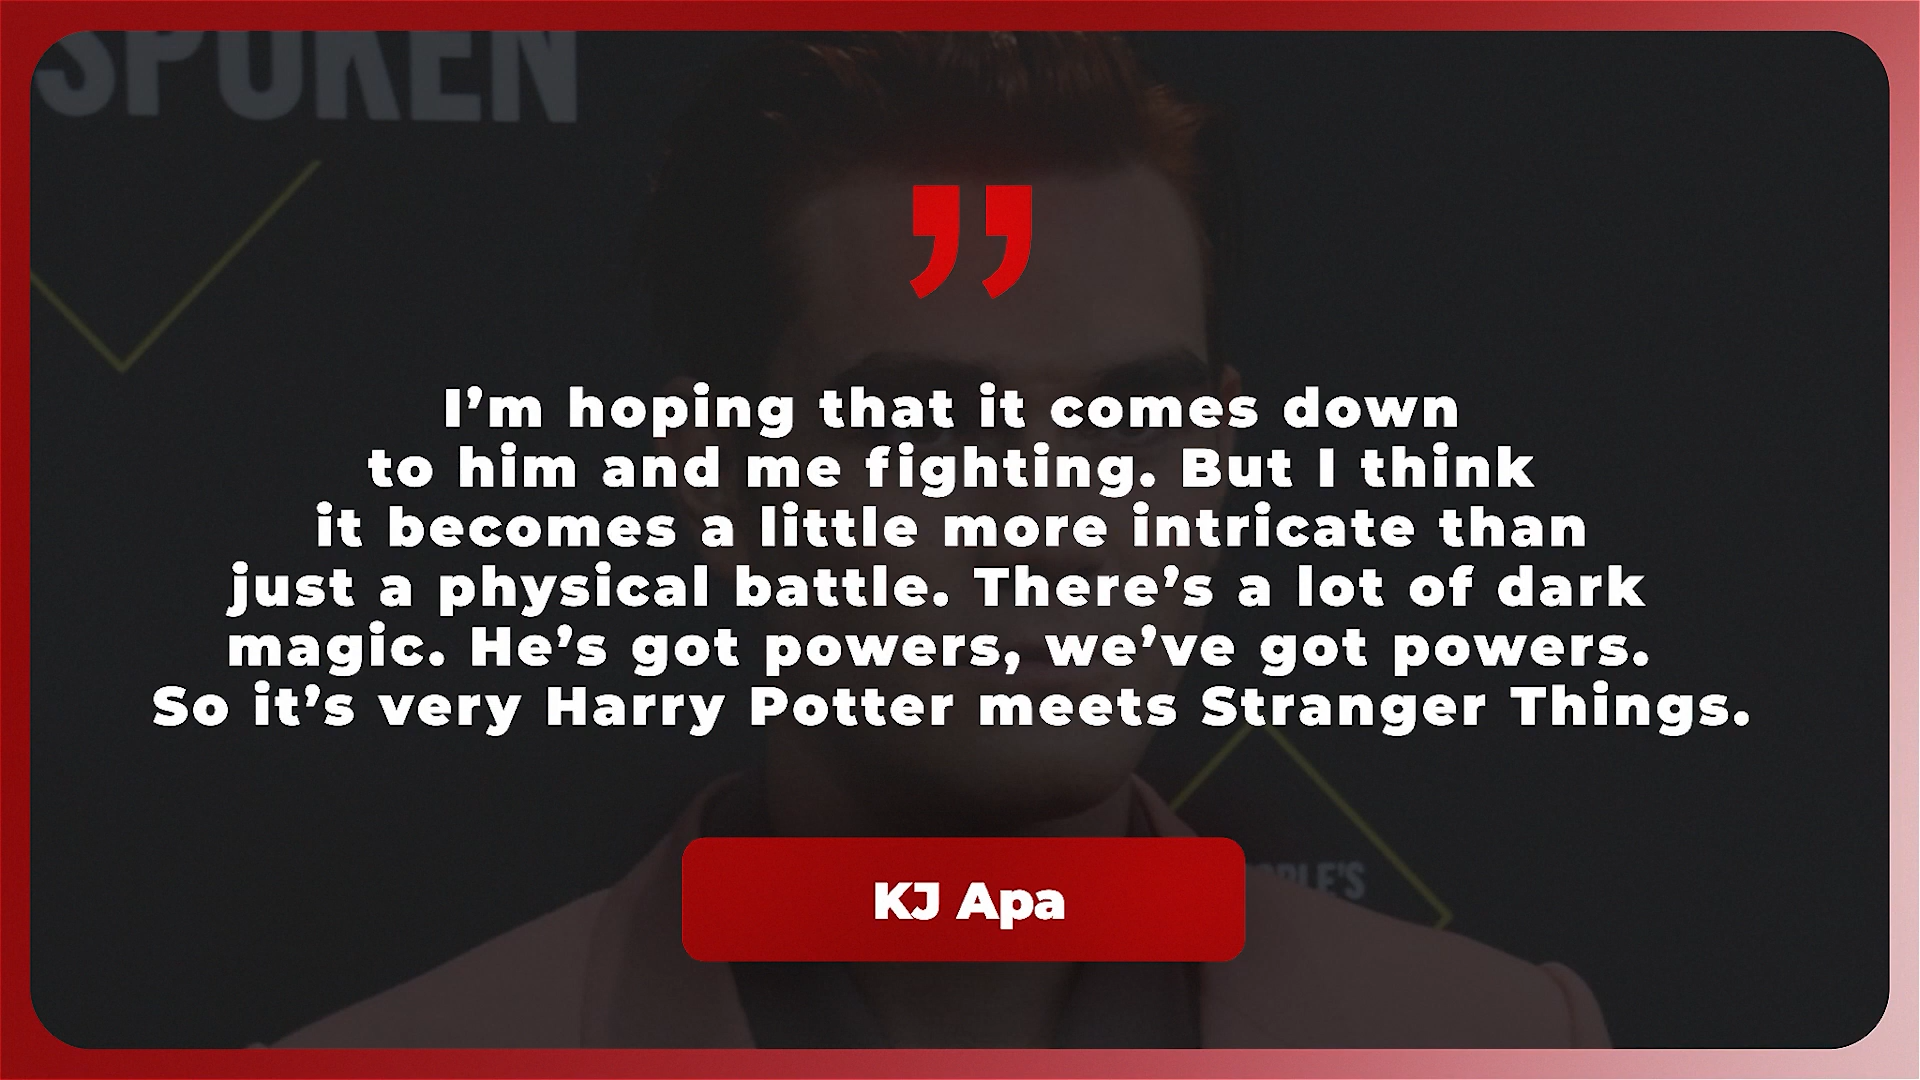 SPOKEN
”
I’m hoping that it comes down
to him and me fighting. But I think
it becomes a little more intricate than
just a physical battle. There’s a lot of dark
magic. He’s got powers, we’ve got powers.
So it’s very Harry Potter meets Stranger Things.
KJ Apa